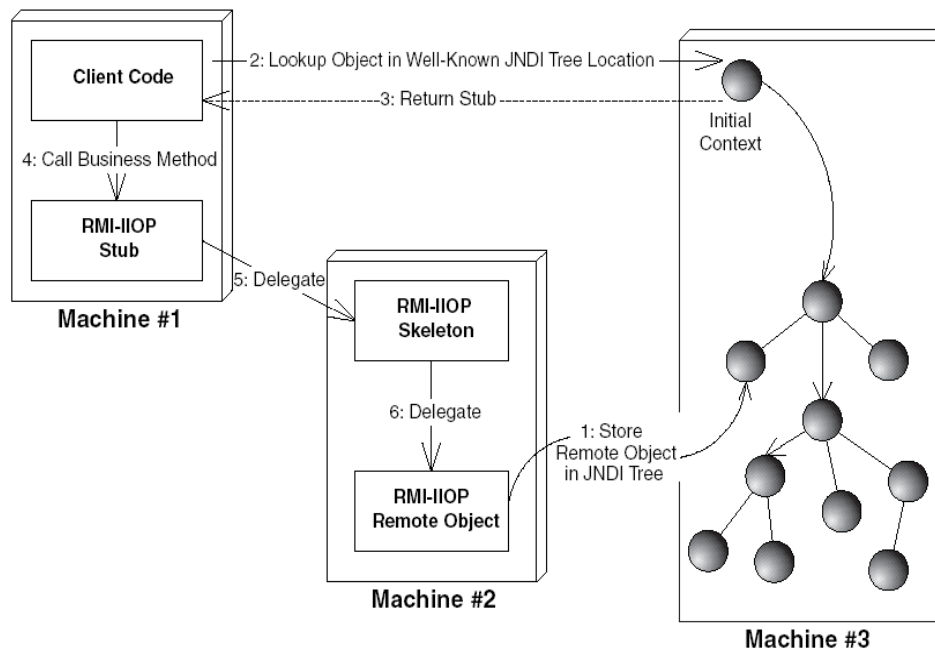 Client Code
2: Lookup Object in Well-Known JNDI Tree Location
3: Return Stub
Initial
Context
4: Call Business Method
RMI-IIOP
Stub
5: Delegate
Machine #1
RMI-IIOP
Skeleton
6: Delegate
1: Store
Remote Object
in JNDI Tree
RMI-IIOP
Remote Object
Machine #2
Machine #3